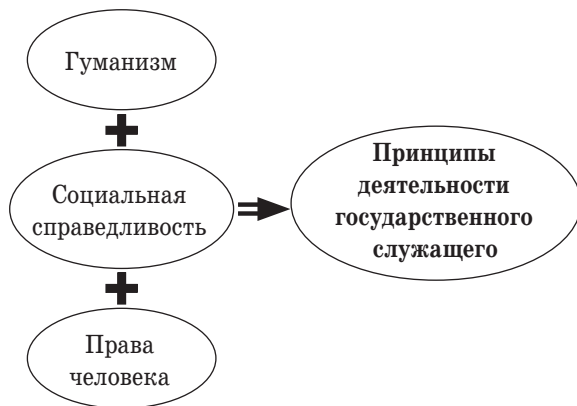 Гуманизм
Социальная
справедливость
Права
человека
Принципы
деятельности
государственного
служащего